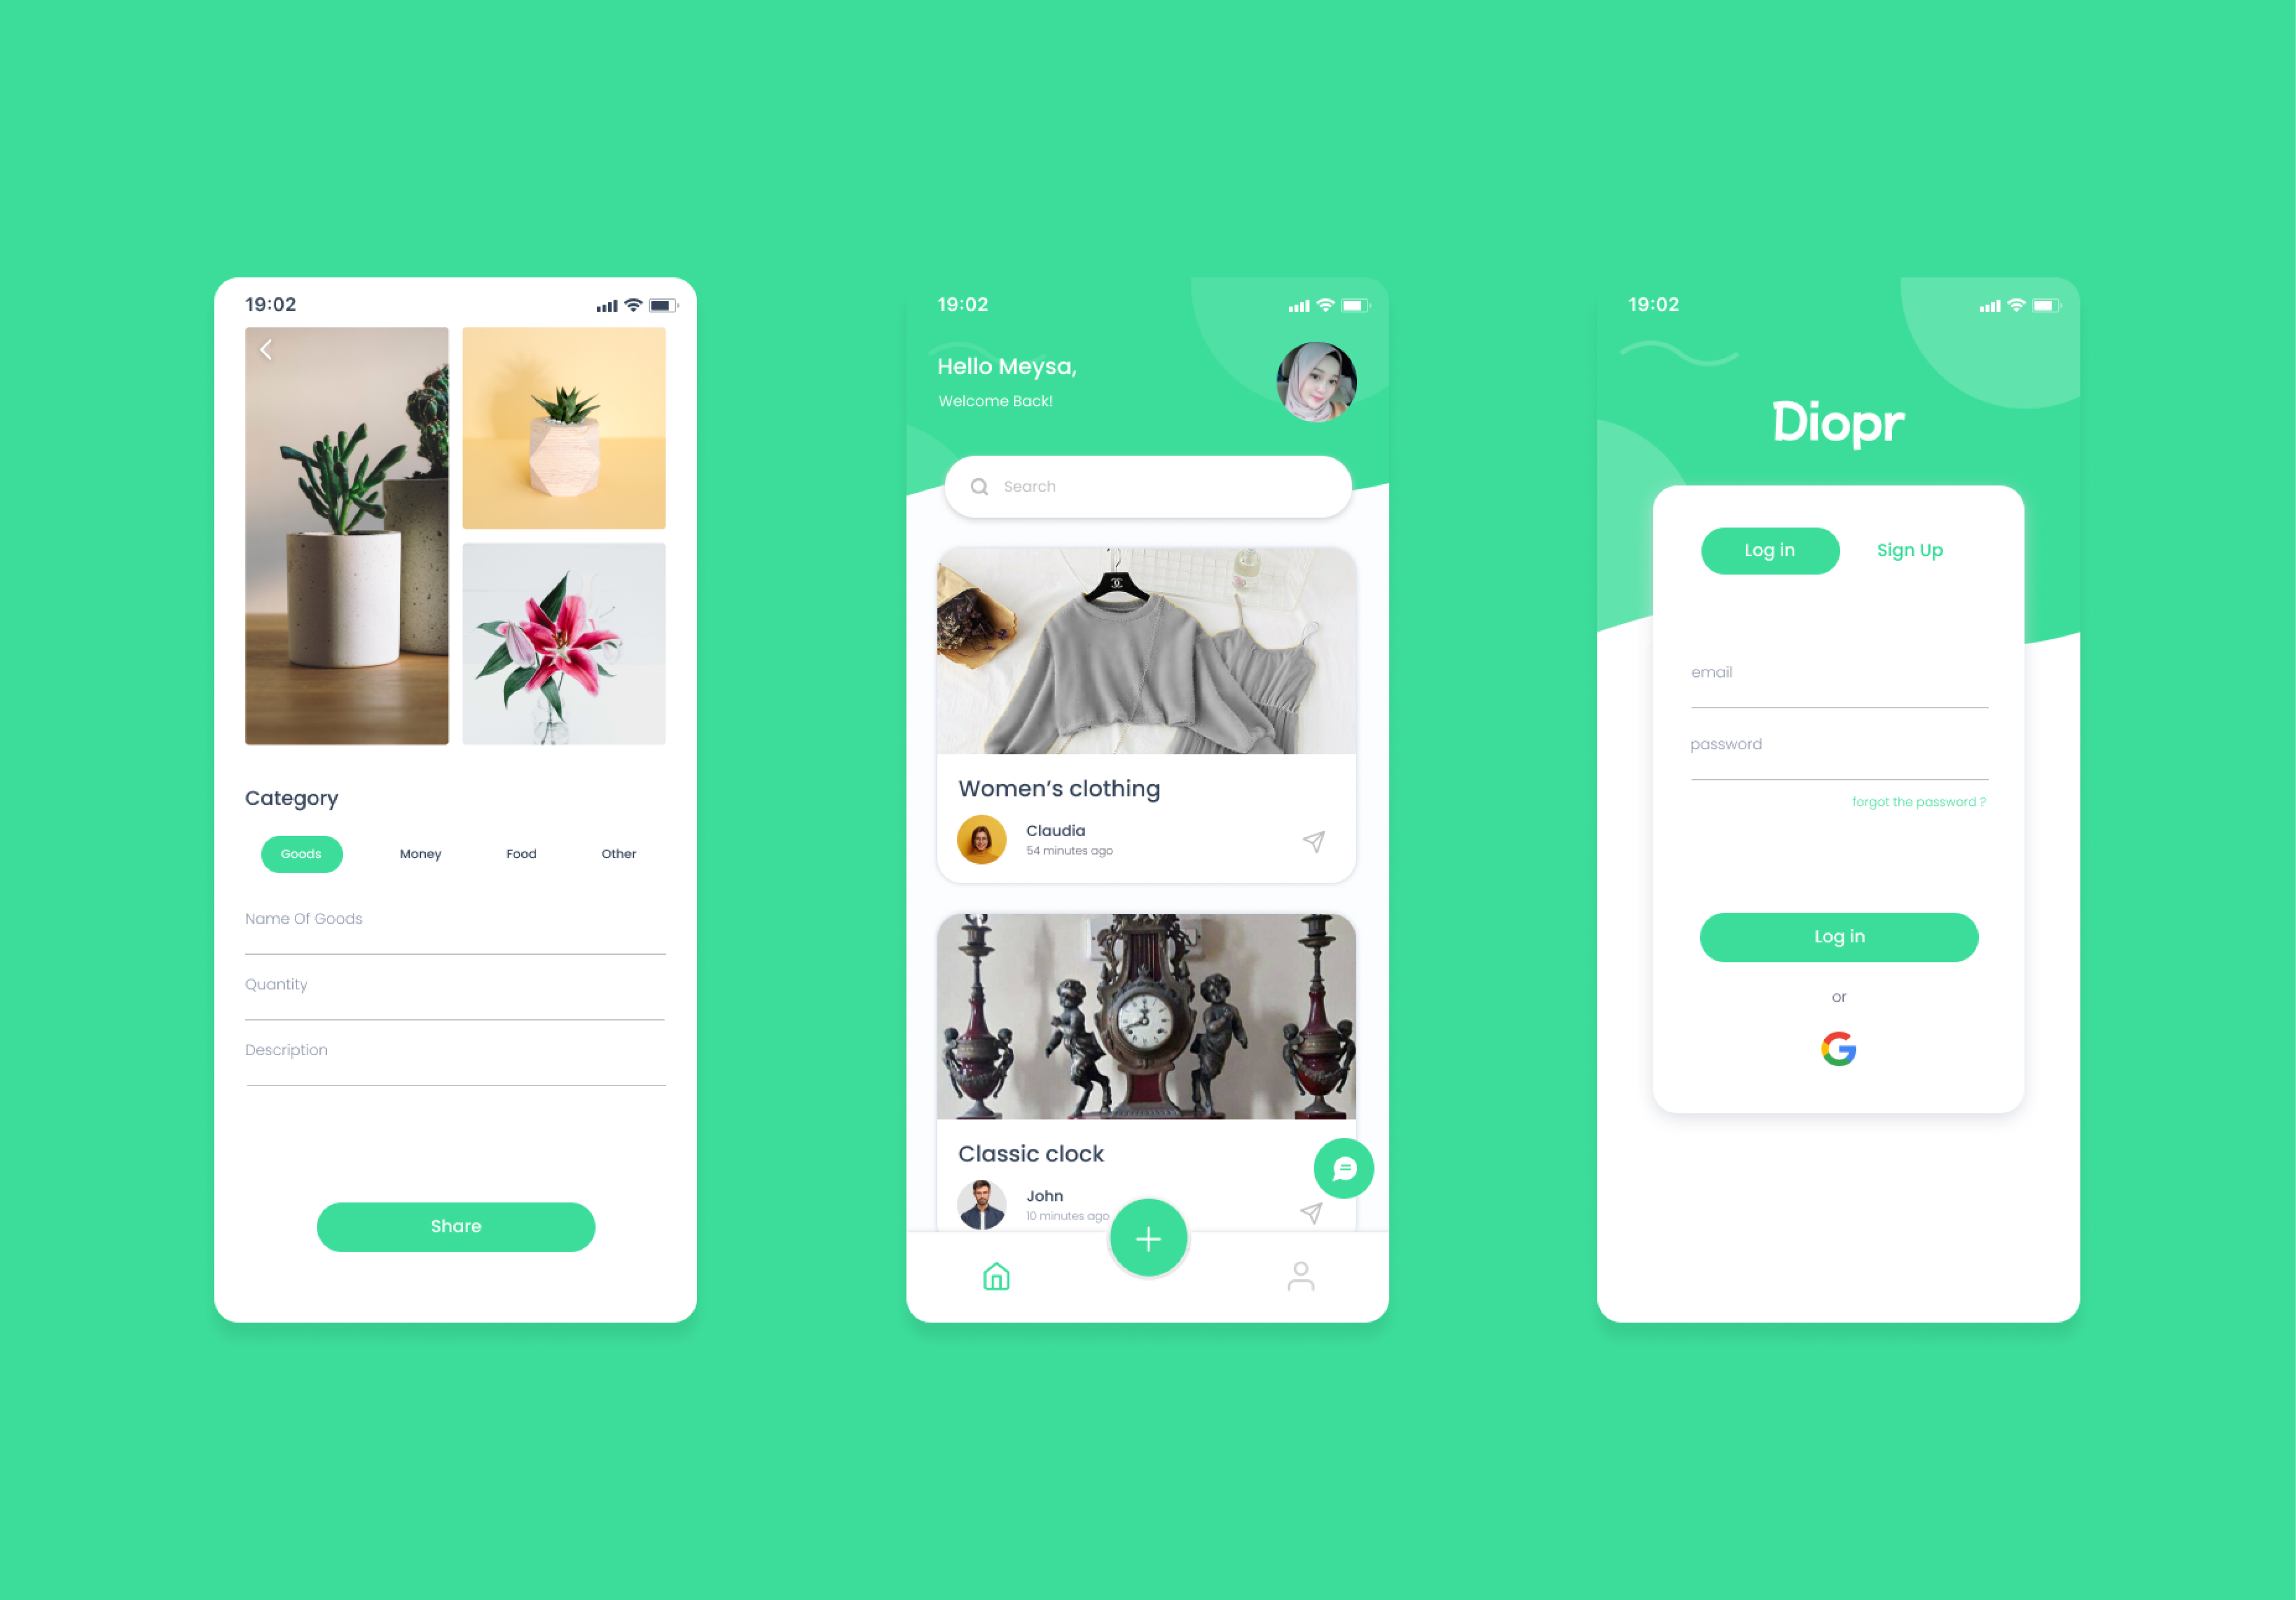 19:02
Category
Goods Money Food Other
Name Of Goods
Quantity
Description
Share
19:02
Hello Meysa,
Welcome Back!
Search
Women's clothing
Claudia
54 minutes ago
Classic clock
John
10 minutes ago
19:02
Diopr
Log in Sign Up
email
password
forgot the password ?
Log in
or
G